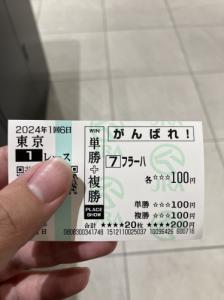 2024年1回6日
東京
1レース
WIN
単勝+複勝
PLACE
SHOW
がんばれ!
7 フラーハ
各☆☆☆100円
単勝 ☆☆☆100円
複勝 ☆☆☆100円
合計 ★★★★20枚 ★★★★200円
JRA